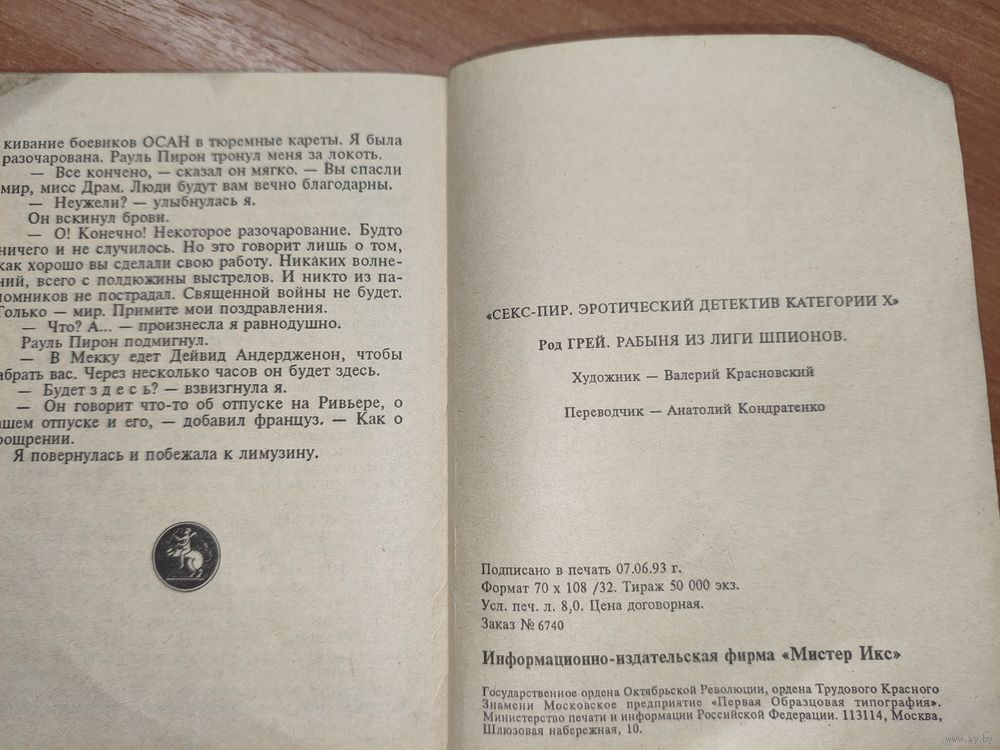 кивание боевиков ОСАН в тюремные кареты. Я была
разочарована. Рауль Пирон тронул меня за локоть.
— Все кончено, — сказал он мягко. — Вы спасли
мир, мисс Драм. Люди будут вам вечно благодарны.
— Неужели? — улыбнулась я.
Он вскинул брови.
— О! Конечно! Некоторое разочарование. Будто
ничего и не случилось. Но это говорит лишь о том,
как хорошо вы сделали свою работу. Никаких волне-
ний, всего с полдюжины выстрелов. И никто из па-
ломников не пострадал. Священной войны не будет.
Только — мир. Примите мои поздравления.
— Что? А... — произнесла я равнодушно.
Рауль Пирон подмигнул.
— В Мекку едет Дейвид Андердженон, чтобы
абрать вас. Через несколько часов он будет здесь.
— Будет з д е с ь? — взвизгнула я.
— Он говорит что-то об отпуске на Ривьере, о
ашем отпуске и его, — добавил француз. — Как о
оощрении.
Я повернулась и побежала к лимузину.
«СЕКС-ПИР. ЭРОТИЧЕСКИЙ ДЕТЕКТИВ КАТЕГОРИИ Х»
Род ГРЕЙ. РАБЫНЯ ИЗ ЛИГИ ШПИОНОВ.
Художник — Валерий Красновский
Переводчик — Анатолий Кондратенко
Подписано в печать 07.06.93 г.
Формат 70 х 108 /32. Тираж 50 000 экз.
Усл. печ. л. 8,0. Цена договорная.
Заказ № 6740
Информационно-издательская фирма «Мистер Икс»
Государственное ордена Октябрьской Революции, ордена Трудового Красного
Знамени Московское предприятие «Первая Образцовая типография».
Министерство печати и информации Российской Федерации. 113114, Москва,
Шлюзовая набережная, 10.
www.ay.by